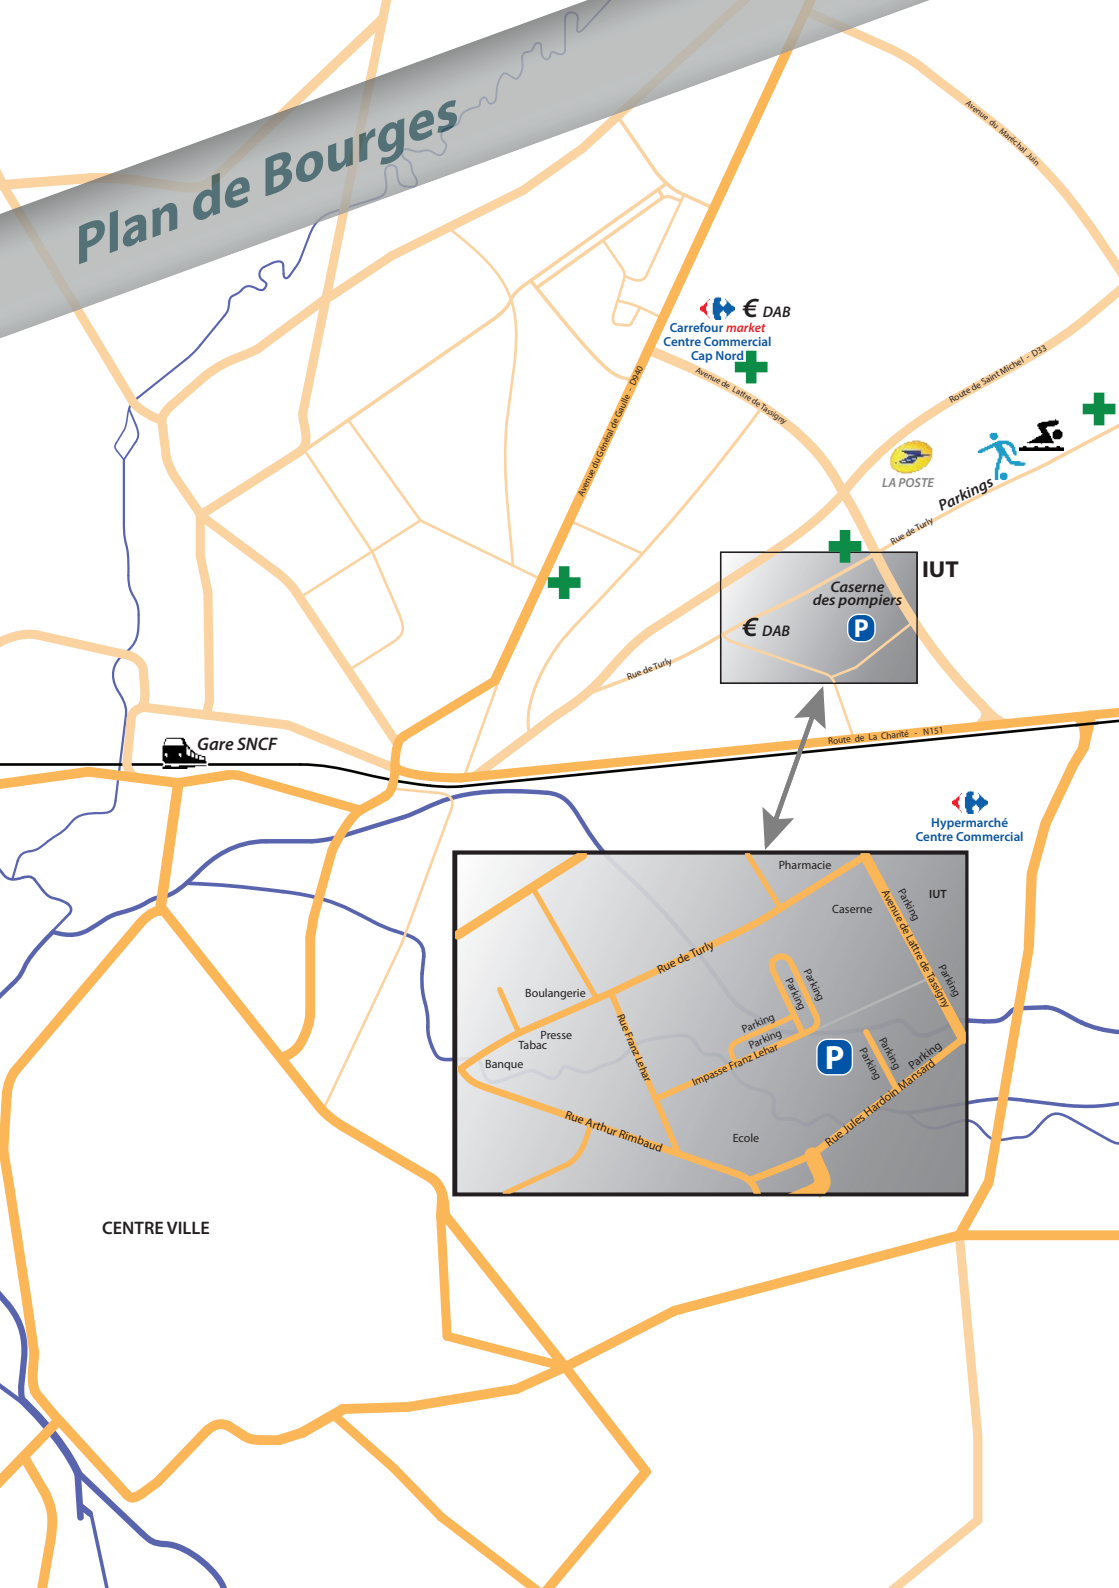 Plan de Bourges
Avenue du Maréchal Juin
€ DAB
Carrefour market
Centre Commercial
Cap Nord
Avenue de Lattre de Tassigny
Route de Saint Michel - D33
Avenue du Général de Gaulle - D940
LA POSTE
Parkings
Rue de Turly
IUT
Caserne
des pompiers
€ DAB
P
Rue de Turly
Route de La Charité - N151
Gare SNCF
Hypermarché
Centre Commercial
Pharmacie
IUT
Parking
Caserne
Avenue de Lattre de Tassigny
Rue de Turly
Parking
Parking
Parking
Boulangerie
Parking
Rue Franz Lehar
Presse
Tabac
Parking
Banque
Impasse Franz Lehar
P
Parking
Parking
Parking
Rue Jules Hardoin Mansard
Rue Arthur Rimbaud
Ecole
CENTRE VILLE